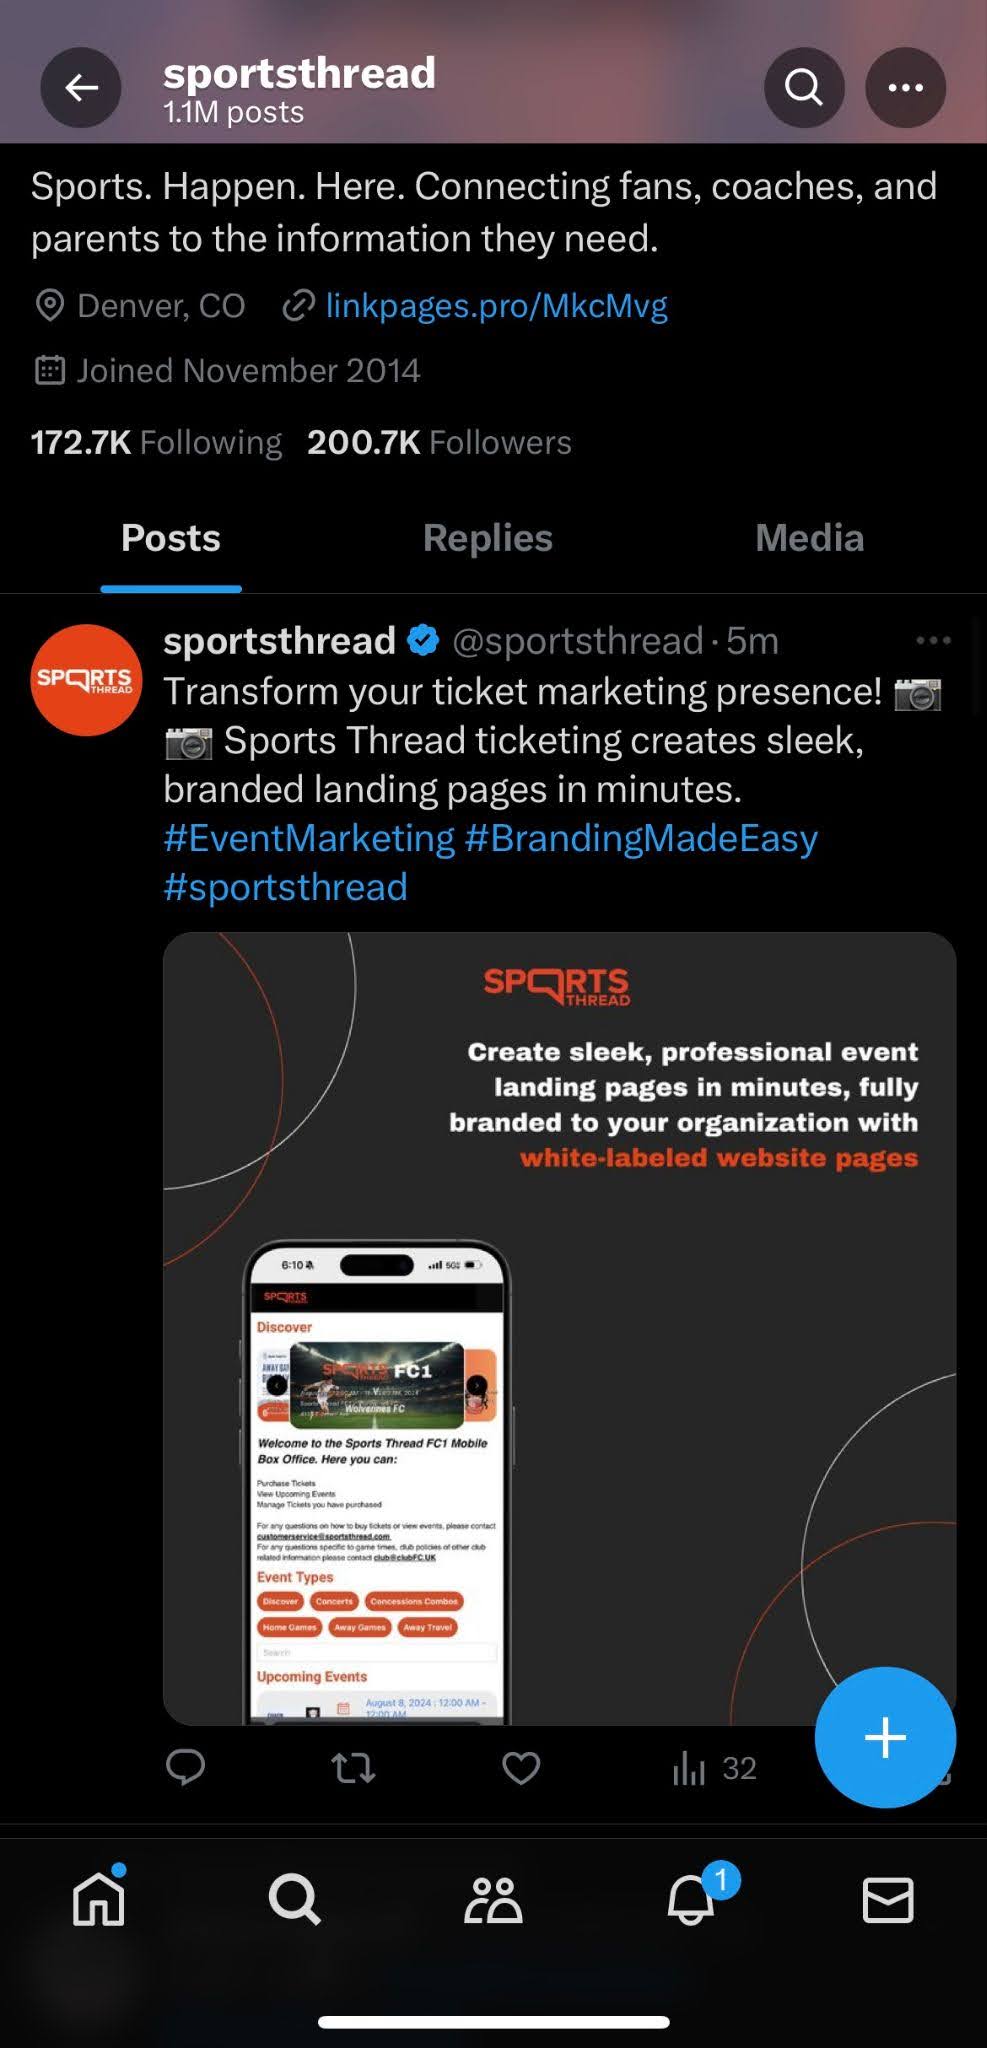 sportsthread
1.1M posts
Sports. Happen. Here. Connecting fans, coaches, and
parents to the information they need.
Denver, CO linkpages.pro/MkcMvg
Joined November 2014
172.7K Following 200.7K Followers
Posts Replies Media
sportsthread @sportsthread · 5m
SPORTS
THREAD
Transform your ticket marketing presence! 📷
📷 Sports Thread ticketing creates sleek,
branded landing pages in minutes.
#EventMarketing #BrandingMadeEasy
#sportsthread
SPORTS
THREAD
Create sleek, professional event
landing pages in minutes, fully
branded to your organization with
white-labeled website pages
6:10
SPORTS
THREAD
Discover
SPORTS FC1
THREAD
Wolverines FC
Welcome to the Sports Thread FC1 Mobile
Box Office. Here you can:
Purchase Tickets
View Upcoming Events
Manage Tickets you have purchased
For any questions on how to buy tickets or view events, please contact
customerservice@sportsthread.com
For any questions specific to game times, club policies of other club
related information please contact club@clubFC.UK
Event Types
Discover Concerts Concessions Combos
Home Games Away Games Away Travel
Search
Upcoming Events
August 8, 2024 : 12:00 AM -
12:00 AM
32
1